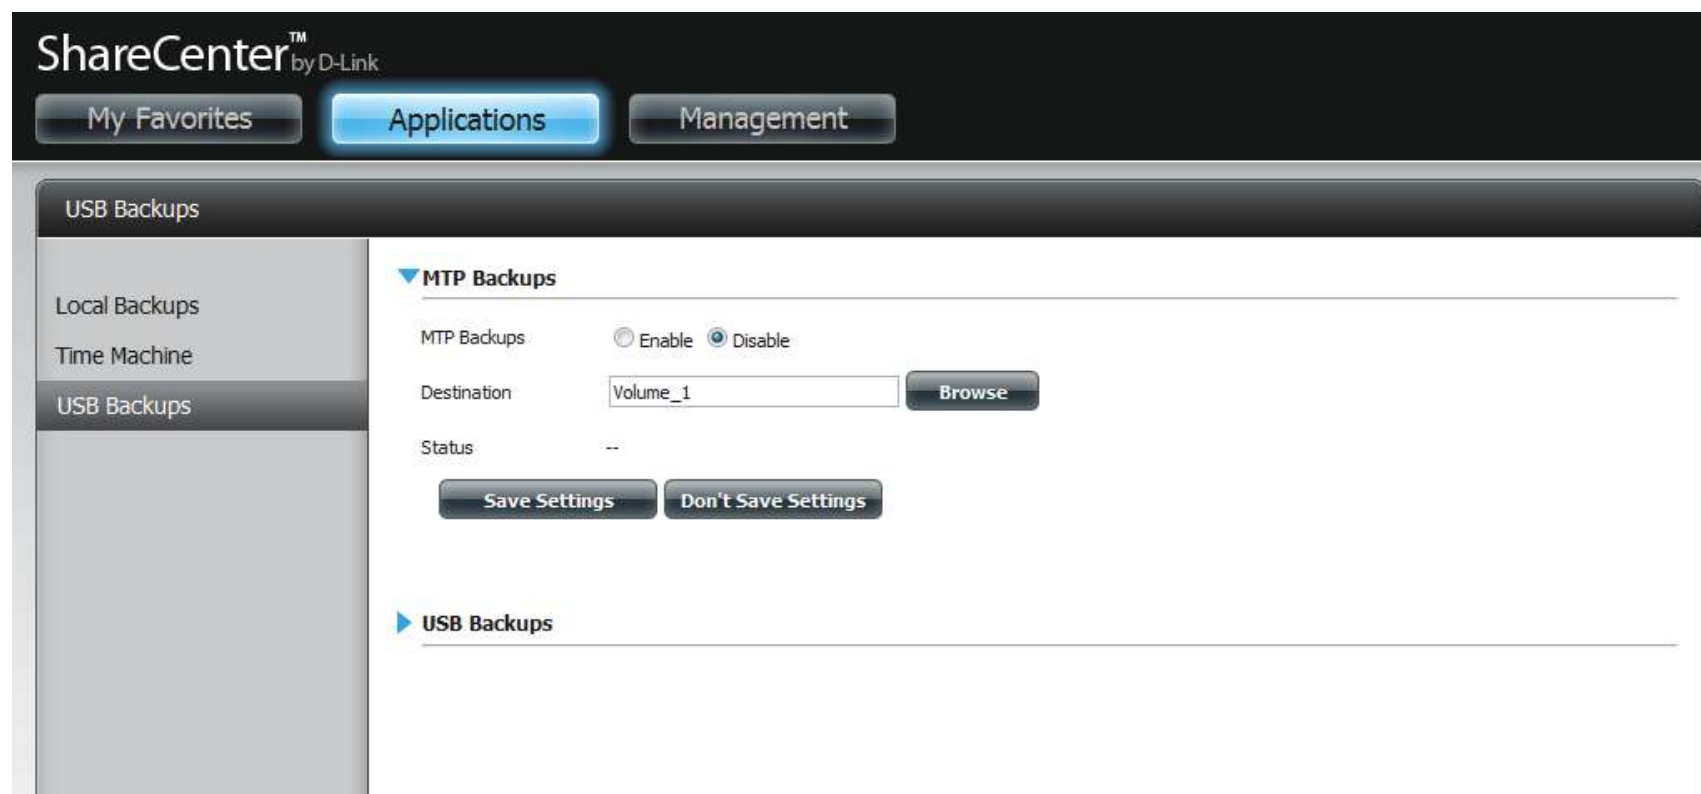 ShareCenter™ by D-Link
My Favorites Applications Management
USB Backups
Local Backups
Time Machine
USB Backups
MTP Backups
MTP Backups Enable Disable
Destination Volume_1 Browse
Status --
Save Settings Don't Save Settings
USB Backups